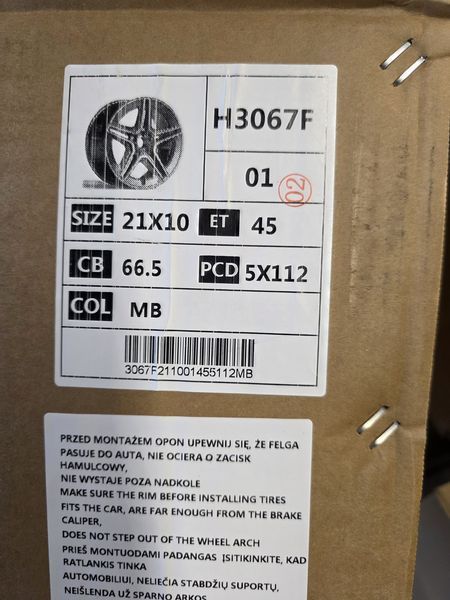 H3067F
01
02
SIZE 21X10 ET 45
CB 66.5 PCD 5X112
COL MB
3067F211001455112MB
PRZED MONTAŻEM OPON UPEWNIJ SIĘ, ŻE FELGA
PASUJE DO AUTA, NIE OCIERA O ZACISK
HAMULCOWY,
NIE WYSTAJE POZA NADKOLE
MAKE SURE THE RIM BEFORE INSTALLING TIRES
FITS THE CAR, ARE FAR ENOUGH FROM THE BRAKE
CALIPER,
DOES NOT STEP OUT OF THE WHEEL ARCH
PRIEŠ MONTUODAMI PADANGAS ĮSITIKINKITE, KAD
RATLANKIS TINKA
AUTOMOBILIUI, NELIEČIA STABDŽIŲ SUPORTŲ,
NEIŠLENDA UŽ SPARNO ARKOS